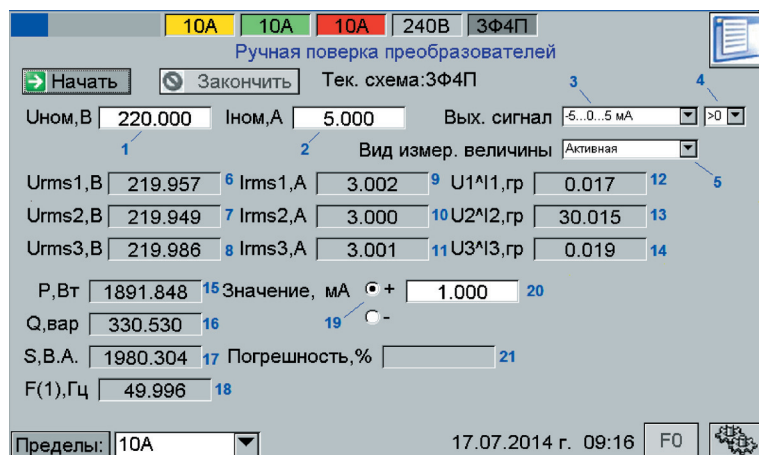 10A 10A 10A 240В 3Ф4П
Ручная поверка преобразователей
Начать Закончить Тек. схема:3Ф4П 3 4
Uном,В 220.000 Iном,А 5.000 Вых. сигнал -5...0...5 мА >0
1 2 Вид измер. величины Активная 5
Urms1,В 219.957 6 Irms1,А 3.002 9 U1^I1,гр 0.017 12
Urms2,В 219.949 7 Irms2,А 3.000 10 U2^I2,гр 30.015 13
Urms3,В 219.986 8 Irms3,А 3.001 11 U3^I3,гр 0.019 14
P,Вт 1891.848 15 Значение, мА + 1.000 20
Q,вар 330.530 16 19 -
S,В.А. 1980.304 17 Погрешность,% 21
F(1),Гц 49.996 18
Пределы: 10А 17.07.2014 г. 09:16 F0